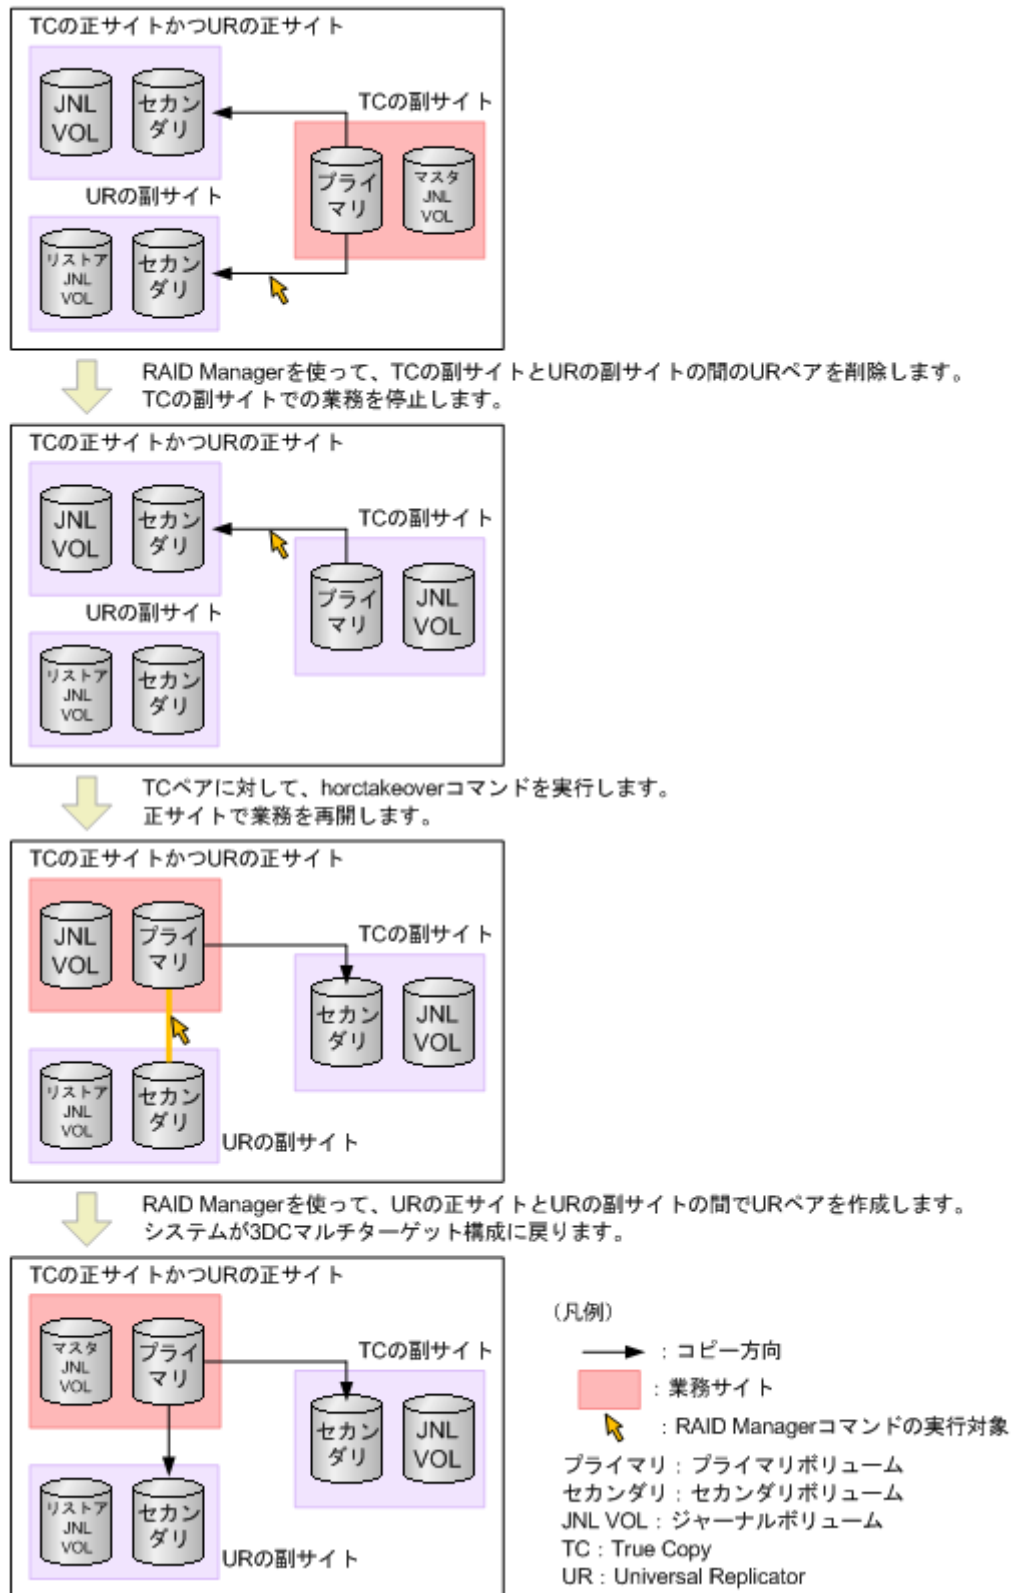 TCの正サイトかつURの正サイト
JNL
VOL
セカン
ダリ
TCの副サイト
プライ
マリ
マスタ
JNL
VOL
URの副サイト
リストア
JNL
VOL
セカン
ダリ
RAID Managerを使って、TCの副サイトとURの副サイトの間のURペアを削除します。
TCの副サイトでの業務を停止します。
TCの正サイトかつURの正サイト
JNL
VOL
セカン
ダリ
TCの副サイト
プライ
マリ
JNL
VOL
URの副サイト
リストア
JNL
VOL
セカン
ダリ
TCペアに対して、horctakeoverコマンドを実行します。
正サイトで業務を再開します。
TCの正サイトかつURの正サイト
JNL
VOL
プライ
マリ
TCの副サイト
セカン
ダリ
JNL
VOL
リストア
JNL
VOL
セカン
ダリ
URの副サイト
RAID Managerを使って、URの正サイトとURの副サイトの間でURペアを作成します。
システムが3DCマルチターゲット構成に戻ります。
TCの正サイトかつURの正サイト
マスタ
JNL
VOL
プライ
マリ
TCの副サイト
セカン
ダリ
JNL
VOL
リストア
JNL
VOL
セカン
ダリ
URの副サイト
（凡例）
：コピー方向
：業務サイト
：RAID Managerコマンドの実行対象
プライマリ：プライマリボリューム
セカンダリ：セカンダリボリューム
JNL VOL：ジャーナルボリューム
TC：True Copy
UR：Universal Replicator